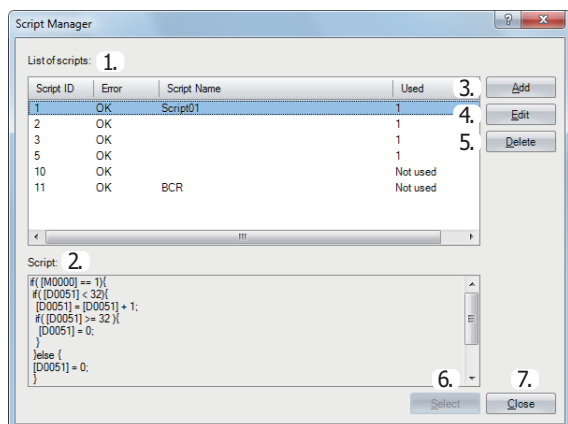 Script Manager
List of scripts: 1.
Script ID Error Script Name Used
1 OK Script01 1
2 OK 1
3 OK 1
5 OK 1
10 OK Not used
11 OK BCR Not used
3. Add
4. Edit
5. Delete
Script: 2.
if( [M0000] == 1){
if( [D0051] < 32){
[D0051] = [D0051] + 1;
if( [D0051] >= 32 ){
[D0051] = 0;
}
}else {
[D0051] = 0;
}
6. 7.
Select Close